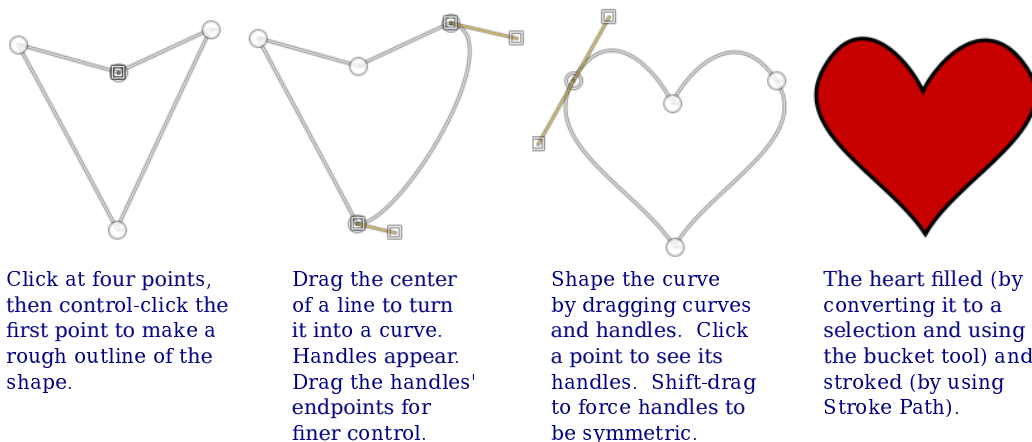 Click at four points,
then control-click the
first point to make a
rough outline of the
shape.
Drag the center
of a line to turn
it into a curve.
Handles appear.
Drag the handles'
endpoints for
finer control.
Shape the curve
by dragging curves
and handles.  Click
a point to see its
handles.  Shift-drag
to force handles to
be symmetric.
The heart filled (by
converting it to a
selection and using
the bucket tool) and
stroked (by using
Stroke Path).